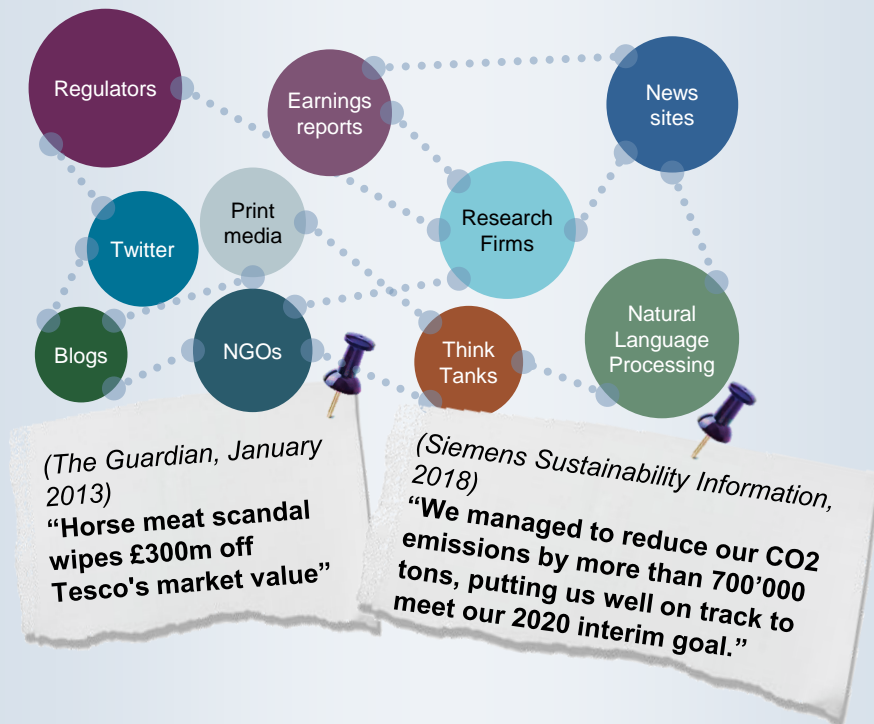 Regulators
Earnings
reports
News
sites
Twitter
Print
media
Research
Firms
Blogs
NGOs
Think
Tanks
Natural
Language
Processing
(The Guardian, January
2013)
“Horse meat scandal
wipes £300m off
Tesco's market value”
(Siemens Sustainability Information,
2018)
“We managed to reduce our CO2
emissions by more than 700’000
tons, putting us well on track to
meet our 2020 interim goal.”